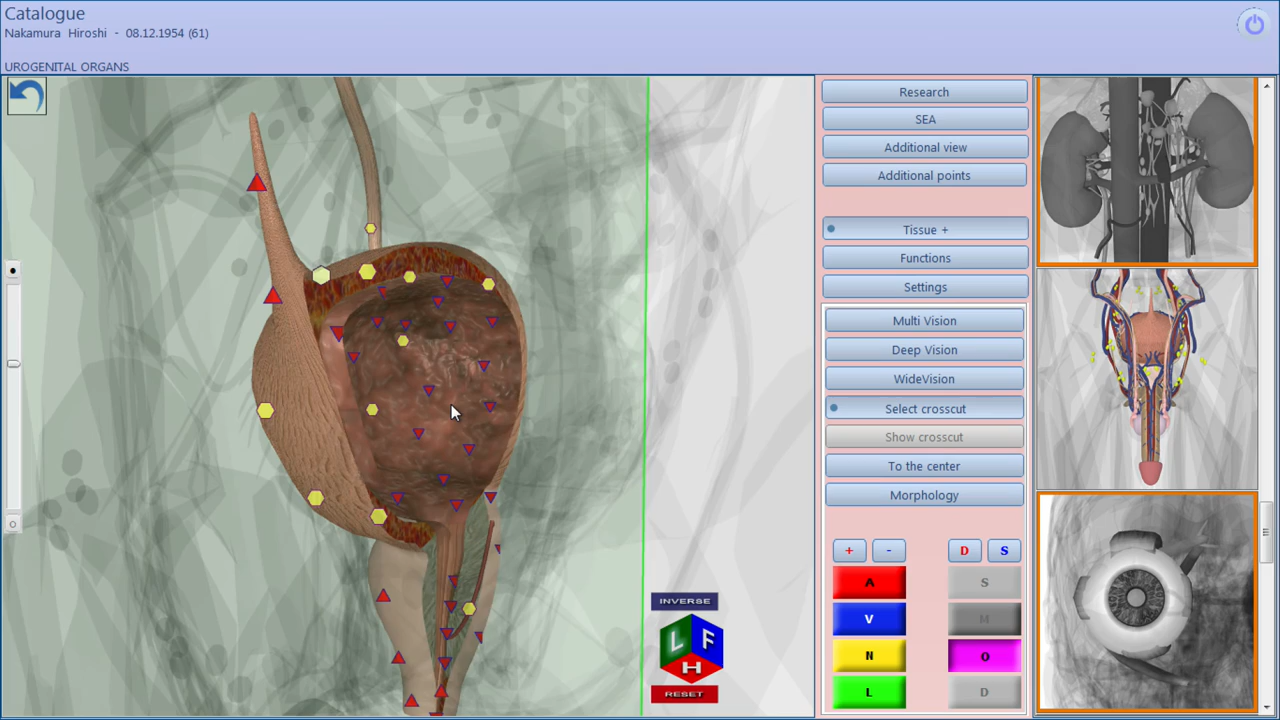 Catalogue
Nakamura Hiroshi - 08.12.1954 (61)
UROGENITAL ORGANS
Research
SEA
Additional view
Additional points
Tissue +
Functions
Settings
Multi Vision
Deep Vision
WideVision
Select crosscut
Show crosscut
To the center
Morphology
+ - D S
A S
V M
N O
L D
INVERSE
L F
H
RESET